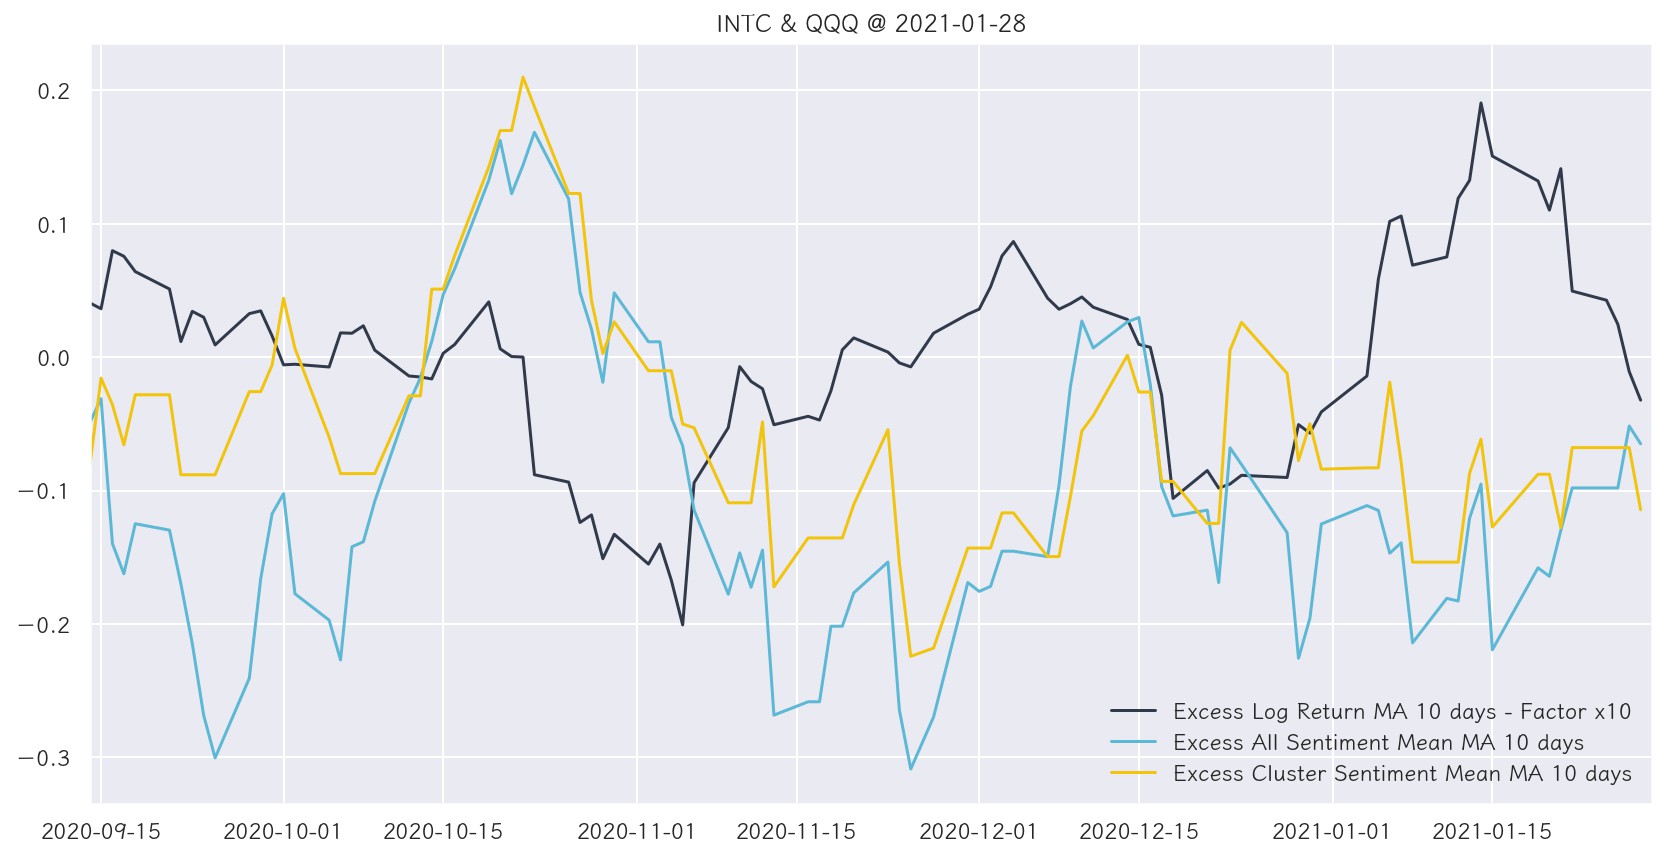 INTC & QQQ @ 2021-01-28
0.2
0.1
0.0
−0.1
−0.2
−0.3
Excess Log Return MA 10 days - Factor x10
Excess All Sentiment Mean MA 10 days
Excess Cluster Sentiment Mean MA 10 days
2020-09-15 2020-10-01 2020-10-15 2020-11-01 2020-11-15 2020-12-01 2020-12-15 2021-01-01 2021-01-15